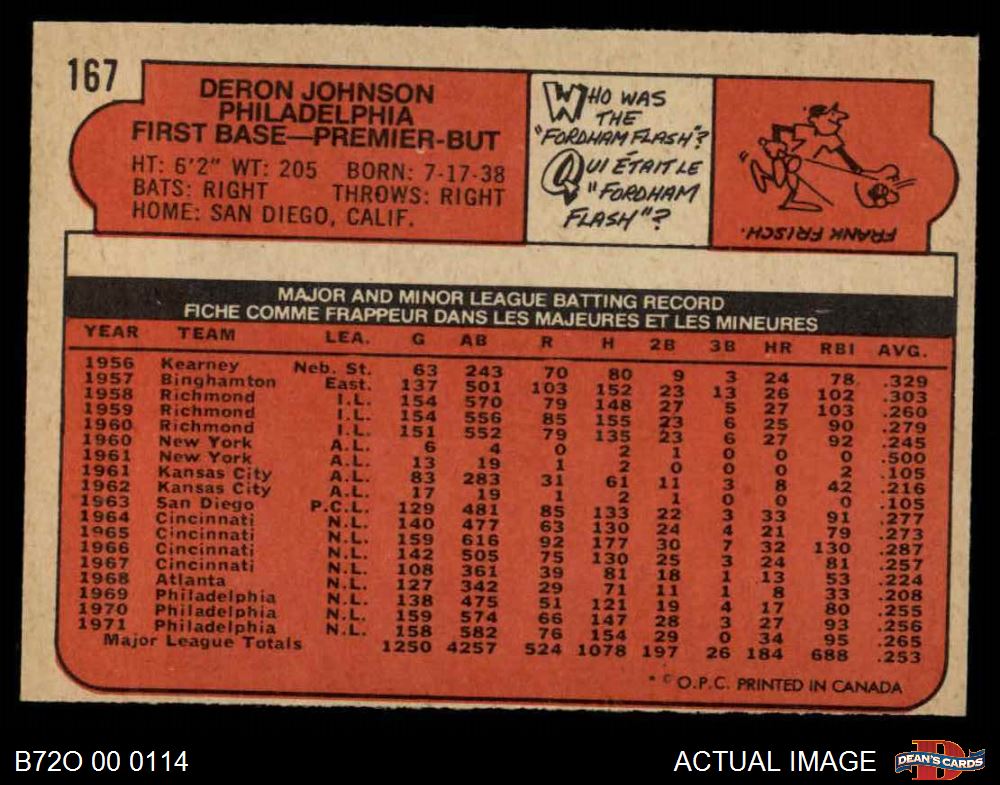 167
DERON JOHNSON
PHILADELPHIA
FIRST BASE—PREMIER-BUT
HT: 6'2" WT: 205 BORN: 7-17-38
BATS: RIGHT THROWS: RIGHT
HOME: SAN DIEGO, CALIF.
WHO WAS
THE
"FORDHAM FLASH"?
QUI ÉTAIT LE
"FORDHAM
FLASH"?
FRANK FRISCH.
MAJOR AND MINOR LEAGUE BATTING RECORD
FICHE COMME FRAPPEUR DANS LES MAJEURES ET LES MINEURES
YEAR TEAM LEA. G AB R H 2B 3B HR RBI AVG.
1956 Kearney Neb. St. 63 243 70 80 9 3 24 78 .329
1957 Binghamton East. 137 501 103 152 23 13 26 102 .303
1958 Richmond I.L. 154 570 79 148 27 5 27 103 .260
1959 Richmond I.L. 154 556 85 155 23 6 25 90 .279
1960 Richmond I.L. 151 552 79 135 23 6 27 92 .245
1960 New York A.L. 6 4 0 2 1 0 0 0 .500
1961 New York A.L. 13 19 1 2 0 0 0 2 .105
1961 Kansas City A.L. 83 283 31 61 11 3 8 42 .216
1962 Kansas City A.L. 17 19 1 2 1 0 0 0 .105
1963 San Diego P.C.L. 129 481 85 133 22 3 33 91 .277
1964 Cincinnati N.L. 140 477 63 130 24 4 21 79 .273
1965 Cincinnati N.L. 159 616 92 177 30 7 32 130 .287
1966 Cincinnati N.L. 142 505 75 130 25 3 24 81 .257
1967 Cincinnati N.L. 108 361 39 81 18 1 13 53 .224
1968 Atlanta N.L. 127 342 29 71 11 1 8 33 .208
1969 Philadelphia N.L. 138 475 51 121 19 4 17 80 .255
1970 Philadelphia N.L. 159 574 66 147 28 3 27 93 .256
1971 Philadelphia N.L. 158 582 76 154 29 0 34 95 .265
Major League Totals 1250 4257 524 1078 197 26 184 688 .253
* © O.P.C. PRINTED IN CANADA
B72O 00 0114
ACTUAL IMAGE
DEAN'S CARDS